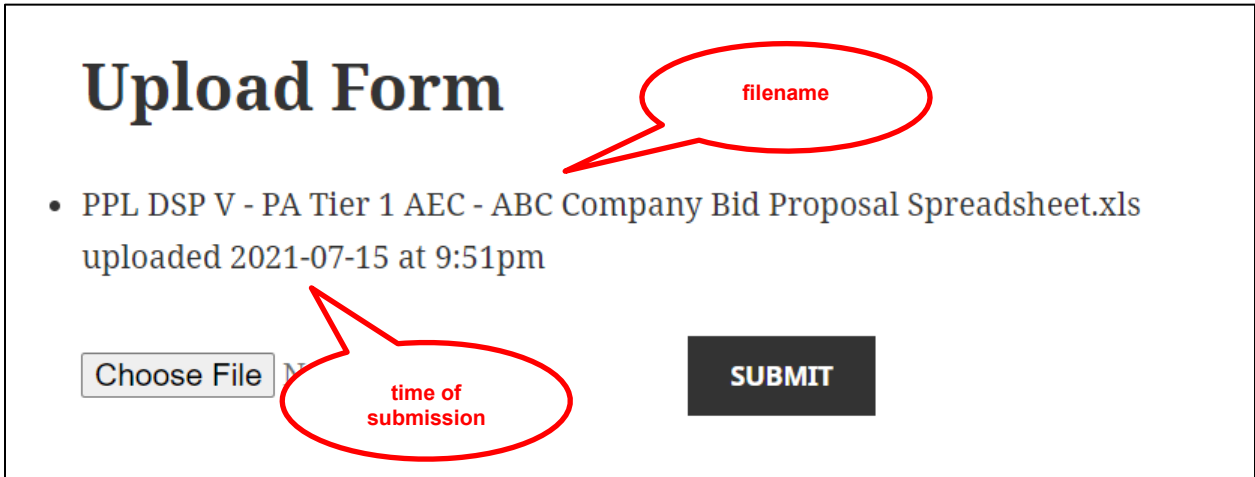 Upload Form
filename
PPL DSP V - PA Tier 1 AEC - ABC Company Bid Proposal Spreadsheet.xls
uploaded 2021-07-15 at 9:51pm
Choose File
SUBMIT
time of
submission